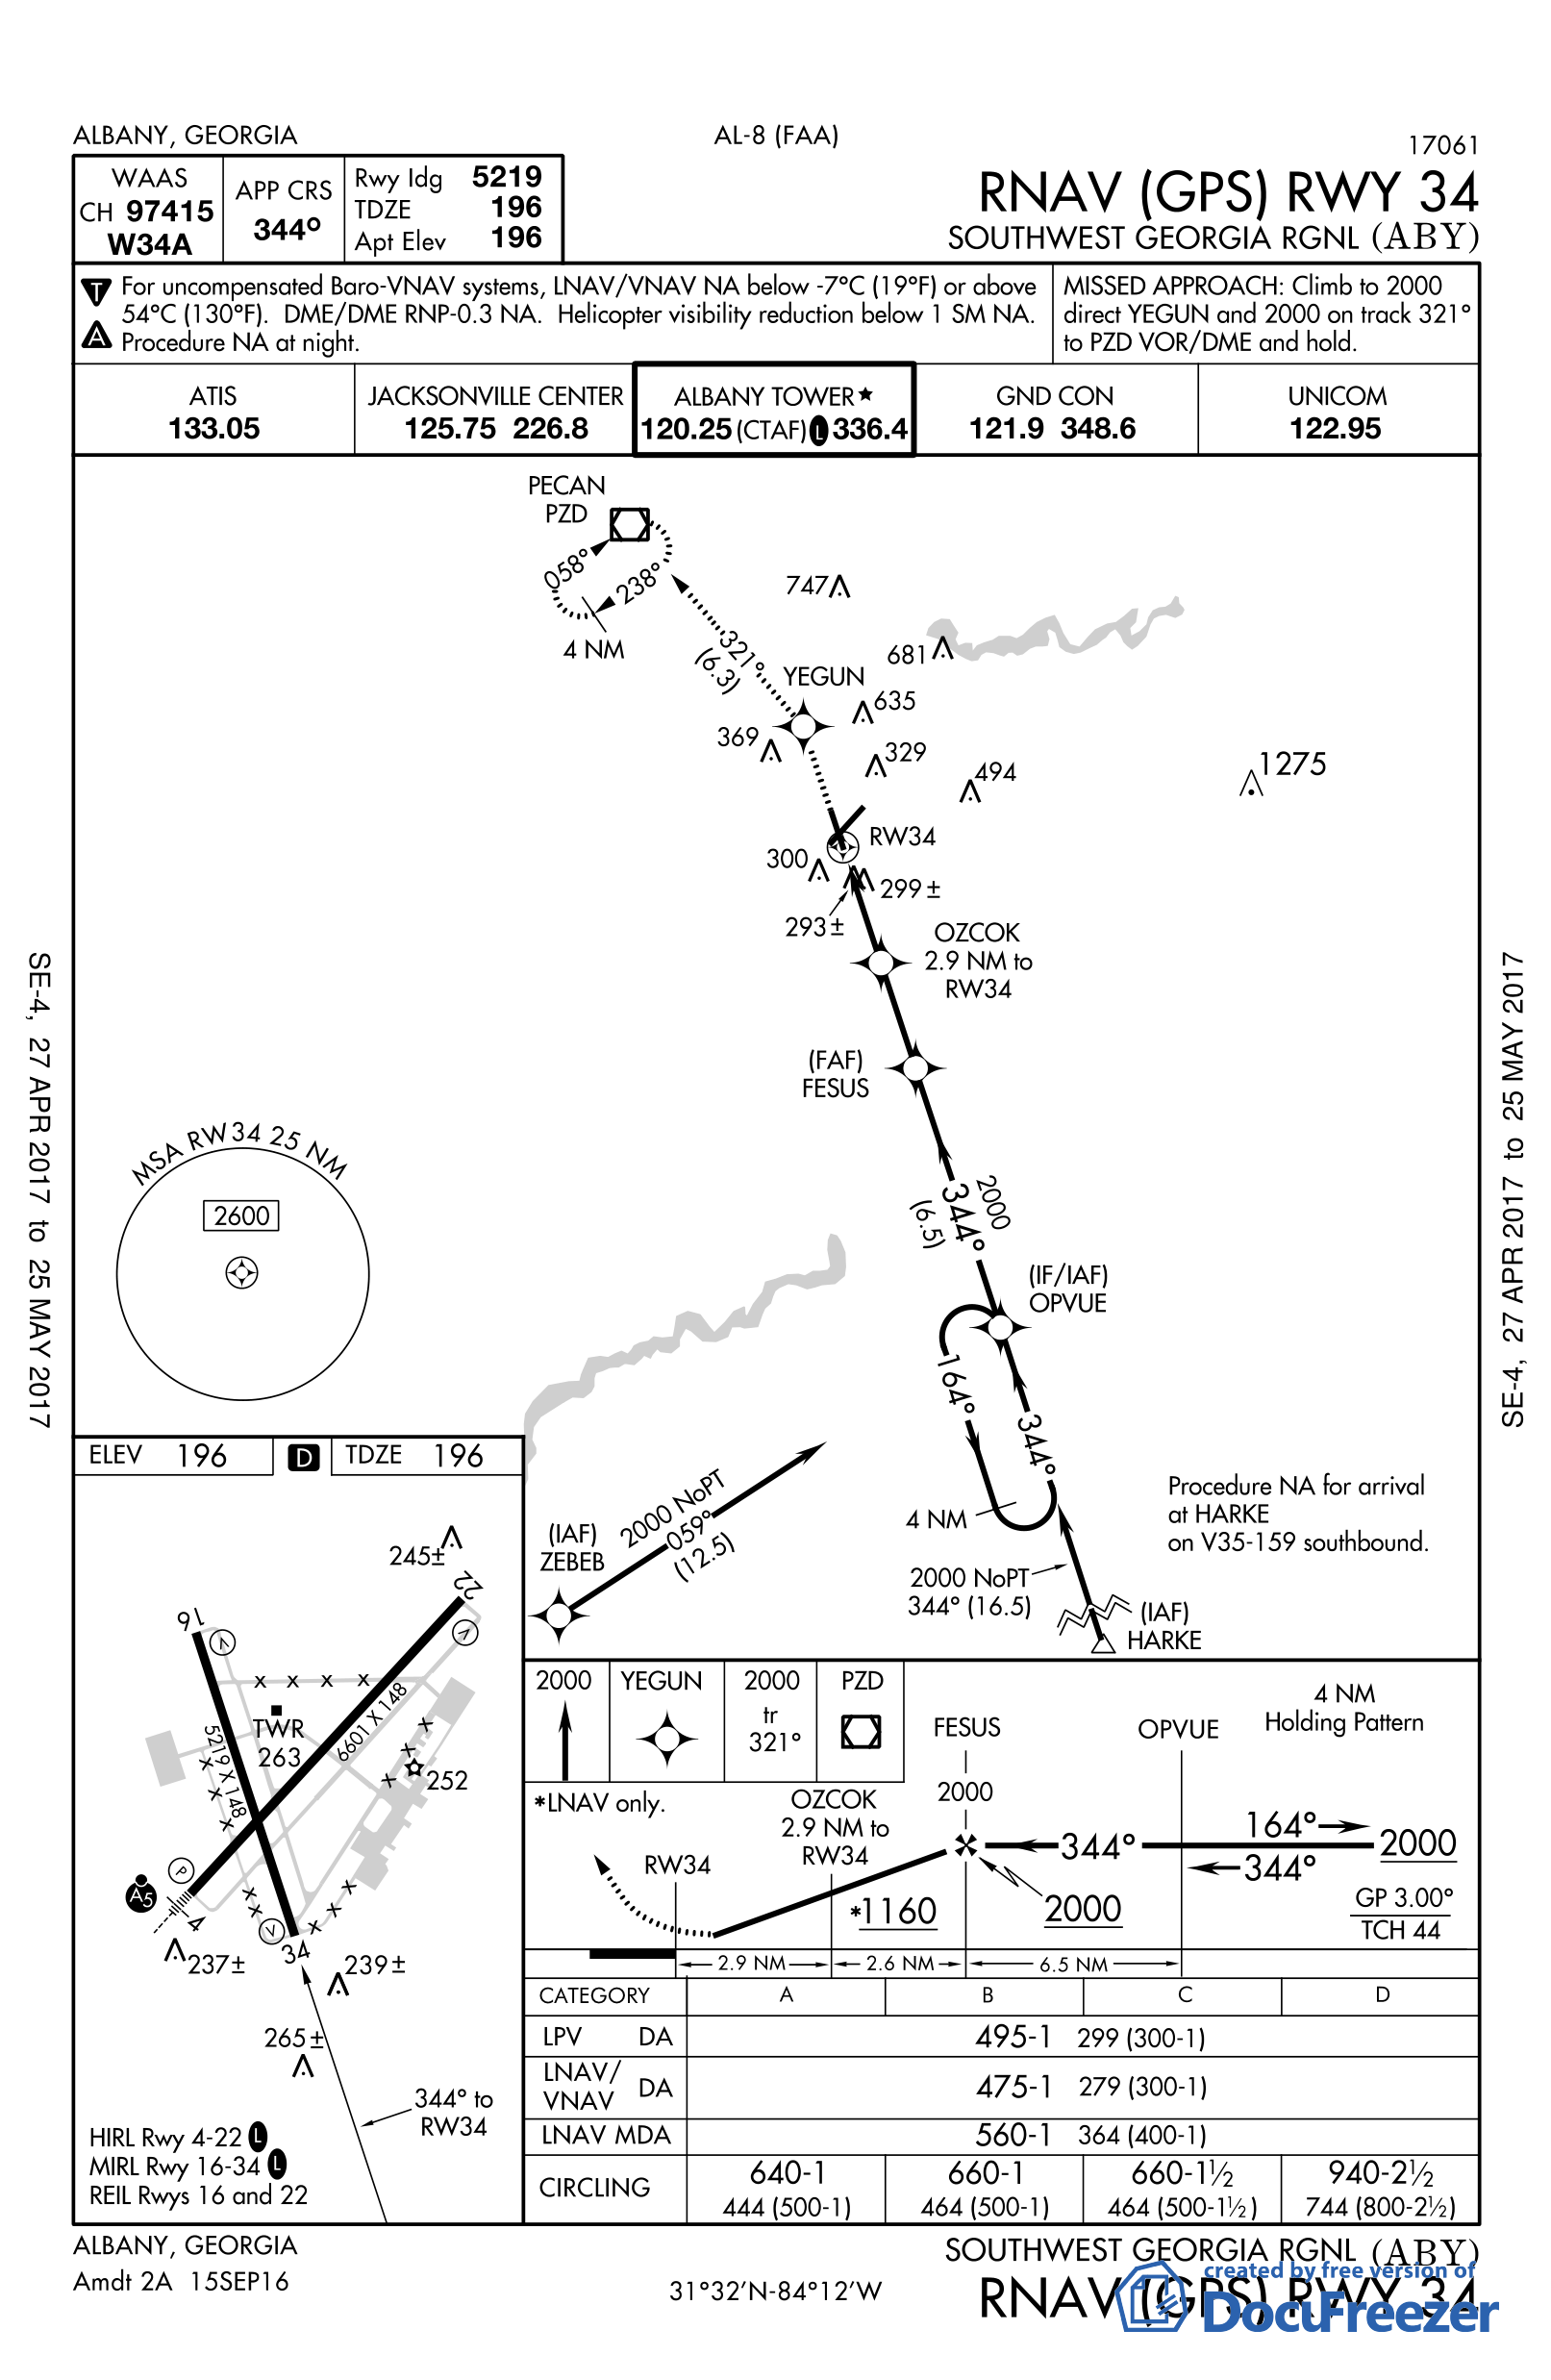 ALBANY, GEORGIA
AL-8 (FAA)
17061
WAAS
CH 97415
W34A
APP CRS
344°
Rwy Idg 5219
TDZE 196
Apt Elev 196
RNAV (GPS) RWY 34
SOUTHWEST GEORGIA RGNL (ABY)
T
A
For uncompensated Baro-VNAV systems, LNAV/VNAV NA below -7°C (19°F) or above
54°C (130°F). DME/DME RNP-0.3 NA. Helicopter visibility reduction below 1 SM NA.
Procedure NA at night.
MISSED APPROACH: Climb to 2000
direct YEGUN and 2000 on track 321°
to PZD VOR/DME and hold.
ATIS
133.05
JACKSONVILLE CENTER
125.75 226.8
ALBANY TOWER★
120.25 (CTAF) L 336.4
GND CON
121.9 348.6
UNICOM
122.95
PECAN
PZD
058°
238°
4 NM
747
681
321°
(6.3)
YEGUN
635
369
329
494
1275
RW34
300
299±
293±
OZCOK
2.9 NM to
RW34
(FAF)
FESUS
2000
344°
(6.5)
(IF/IAF)
OPVUE
164°
344°
4 NM
2000 NoPT
344° (16.5)
(IAF)
HARKE
Procedure NA for arrival
at HARKE
on V35-159 southbound.
(IAF)
ZEBEB
2000 NoPT
059°
(12.5)
MSA RW34 25 NM
2600
SE-4, 27 APR 2017 to 25 MAY 2017
SE-4, 27 APR 2017 to 25 MAY 2017
ELEV 196
D
TDZE 196
245±
22
V
16
V
X X X X
TWR
263
5219 X 148
6601 X 148
252
P
A5
4
V
34
237±
239±
265±
344° to
RW34
HIRL Rwy 4-22 L
MIRL Rwy 16-34 L
REIL Rwys 16 and 22
2000
YEGUN
2000
tr
321°
PZD
*LNAV only.
RW34
OZCOK
2.9 NM to
RW34
FESUS
2000
OPVUE
4 NM
Holding Pattern
344°
164°
2000
344°
*1160
2000
GP 3.00°
TCH 44
2.9 NM
2.6 NM
6.5 NM
CATEGORY A B C D
LPV DA 495-1 299 (300-1)
LNAV/
VNAV DA 475-1 279 (300-1)
LNAV MDA 560-1 364 (400-1)
CIRCLING
640-1
444 (500-1)
660-1
464 (500-1)
660-1½
464 (500-1½)
940-2½
744 (800-2½)
ALBANY, GEORGIA
Amdt 2A 15SEP16
31°32'N-84°12'W
SOUTHWEST GEORGIA RGNL (ABY)
RNAV (GPS) RWY 34
created by free version of
DocuFreezer